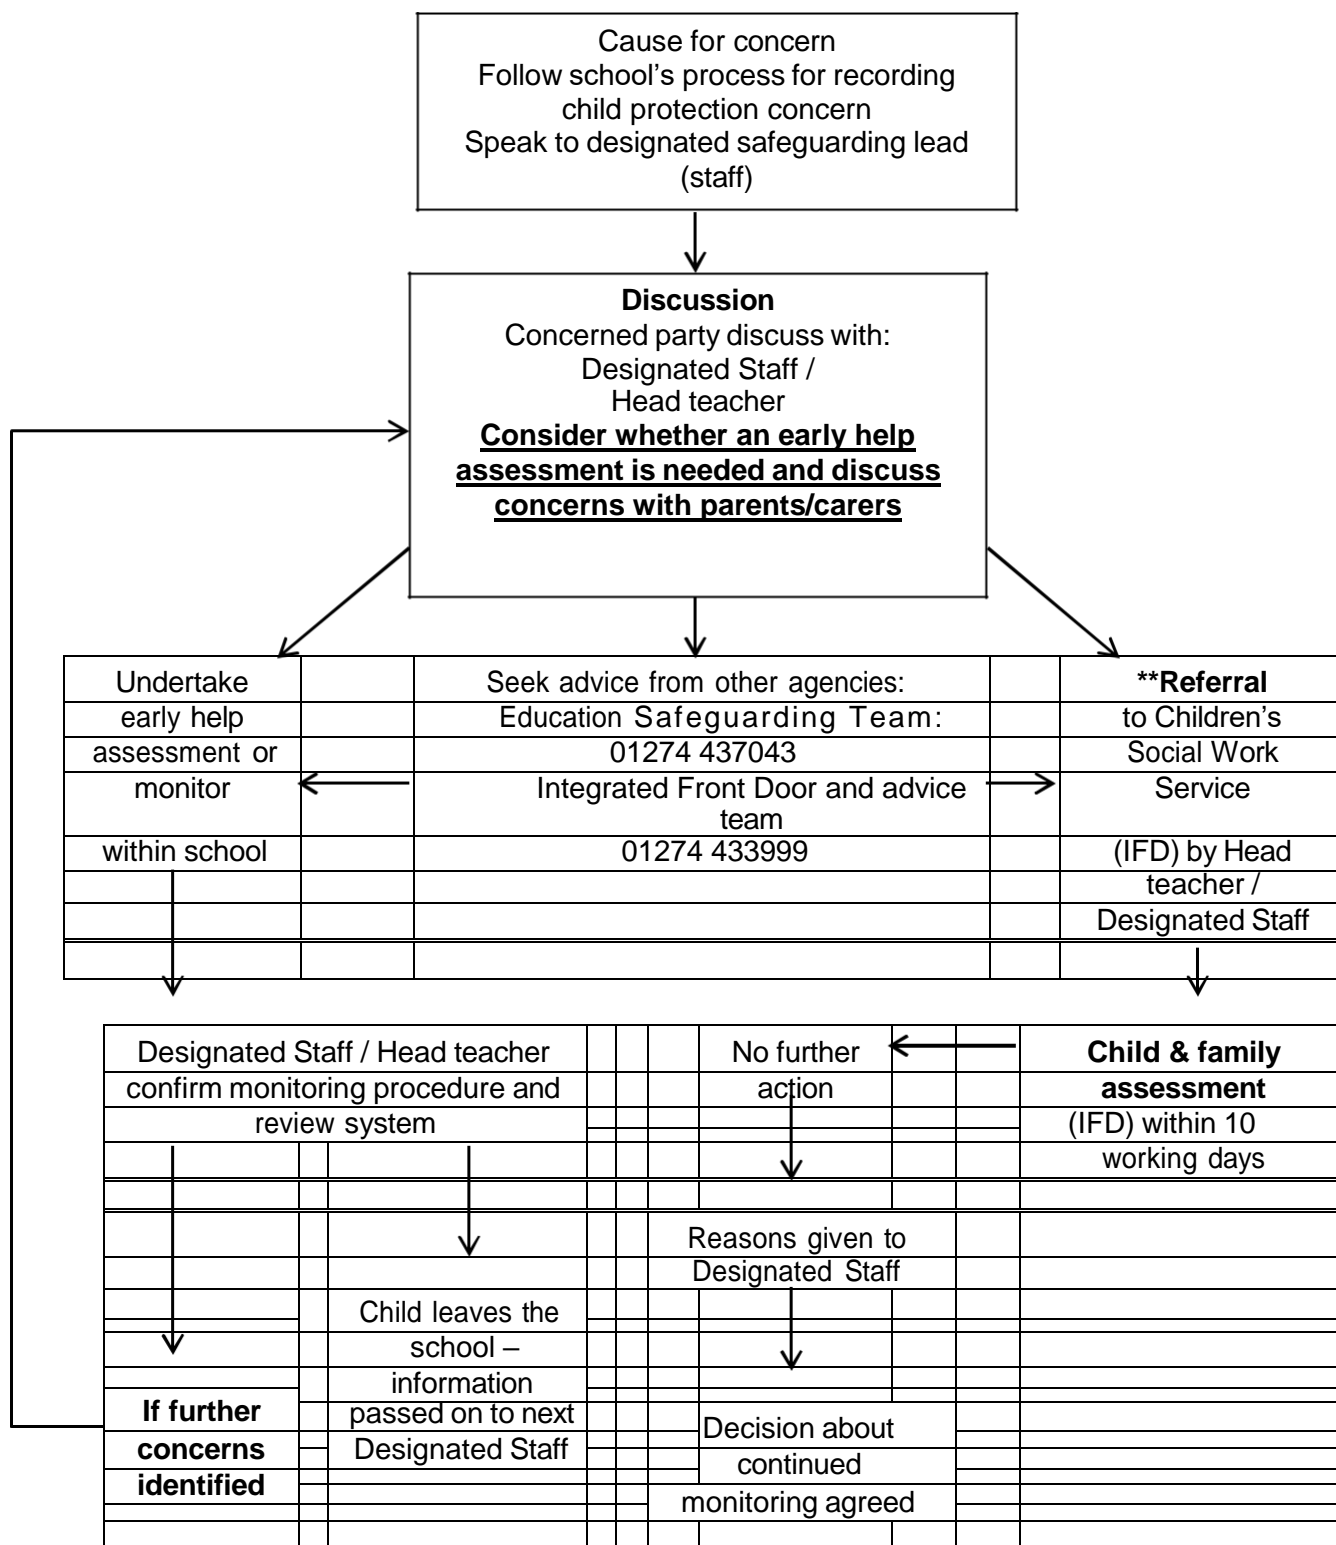 Cause for concern
Follow school's process for recording
child protection concern
Speak to designated safeguarding lead
(staff)
Discussion
Concerned party discuss with:
Designated Staff /
Head teacher
Consider whether an early help
assessment is needed and discuss
concerns with parents/carers
Undertake
early help
assessment or
monitor
within school
Seek advice from other agencies:
Education Safeguarding Team:
01274 437043
Integrated Front Door and advice
team
01274 433999
**Referral
to Children's
Social Work
Service
(IFD) by Head
teacher /
Designated Staff
Designated Staff / Head teacher
confirm monitoring procedure and
review system
No further
action
Child & family
assessment
(IFD) within 10
working days
Reasons given to
Designated Staff
If further
concerns
identified
Child leaves the
school –
information
passed on to next
Designated Staff
Decision about
continued
monitoring agreed